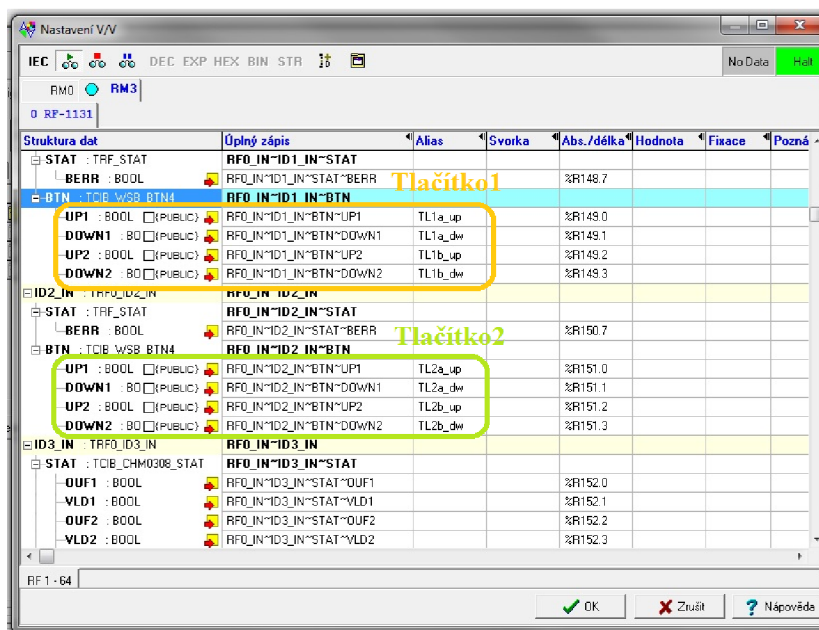 Nastavení V/V
IEC DEC EXP HEX BIN STR No Data Halt
RM0 RM3
0 RF-1131
Struktura dat Úplný zápis Alias Svorka Abs./délka Hodnota Fixace Pozná
STAT : TRF_STAT RF0_IN~ID1_IN~STAT
BERR : BOOL RF0_IN~ID1_IN~STAT~BERR %R148.7
Tlačítko1
BTN : TCIB_WSB_BTN4 RF0_IN~ID1_IN~BTN
UP1 : BOOL {PUBLIC} RF0_IN~ID1_IN~BTN~UP1 TL1a_up %R149.0
DOWN1 : BO {PUBLIC} RF0_IN~ID1_IN~BTN~DOWN1 TL1a_dw %R149.1
UP2 : BOOL {PUBLIC} RF0_IN~ID1_IN~BTN~UP2 TL1b_up %R149.2
DOWN2 : BO {PUBLIC} RF0_IN~ID1_IN~BTN~DOWN2 TL1b_dw %R149.3
ID2_IN : TRF0_ID2_IN RF0_IN~ID2_IN
STAT : TRF_STAT RF0_IN~ID2_IN~STAT
BERR : BOOL RF0_IN~ID2_IN~STAT~BERR %R150.7
Tlačítko2
BTN : TCIB_WSB_BTN4 RF0_IN~ID2_IN~BTN
UP1 : BOOL {PUBLIC} RF0_IN~ID2_IN~BTN~UP1 TL2a_up %R151.0
DOWN1 : BO {PUBLIC} RF0_IN~ID2_IN~BTN~DOWN1 TL2a_dw %R151.1
UP2 : BOOL {PUBLIC} RF0_IN~ID2_IN~BTN~UP2 TL2b_up %R151.2
DOWN2 : BO {PUBLIC} RF0_IN~ID2_IN~BTN~DOWN2 TL2b_dw %R151.3
ID3_IN : TRF0_ID3_IN RF0_IN~ID3_IN
STAT : TCIB_CHM0308_STAT RF0_IN~ID3_IN~STAT
OUF1 : BOOL RF0_IN~ID3_IN~STAT~OUF1 %R152.0
VLD1 : BOOL RF0_IN~ID3_IN~STAT~VLD1 %R152.1
OUF2 : BOOL RF0_IN~ID3_IN~STAT~OUF2 %R152.2
VLD2 : BOOL RF0_IN~ID3_IN~STAT~VLD2 %R152.3
RF 1 - 64
OK Zrušit Nápověda